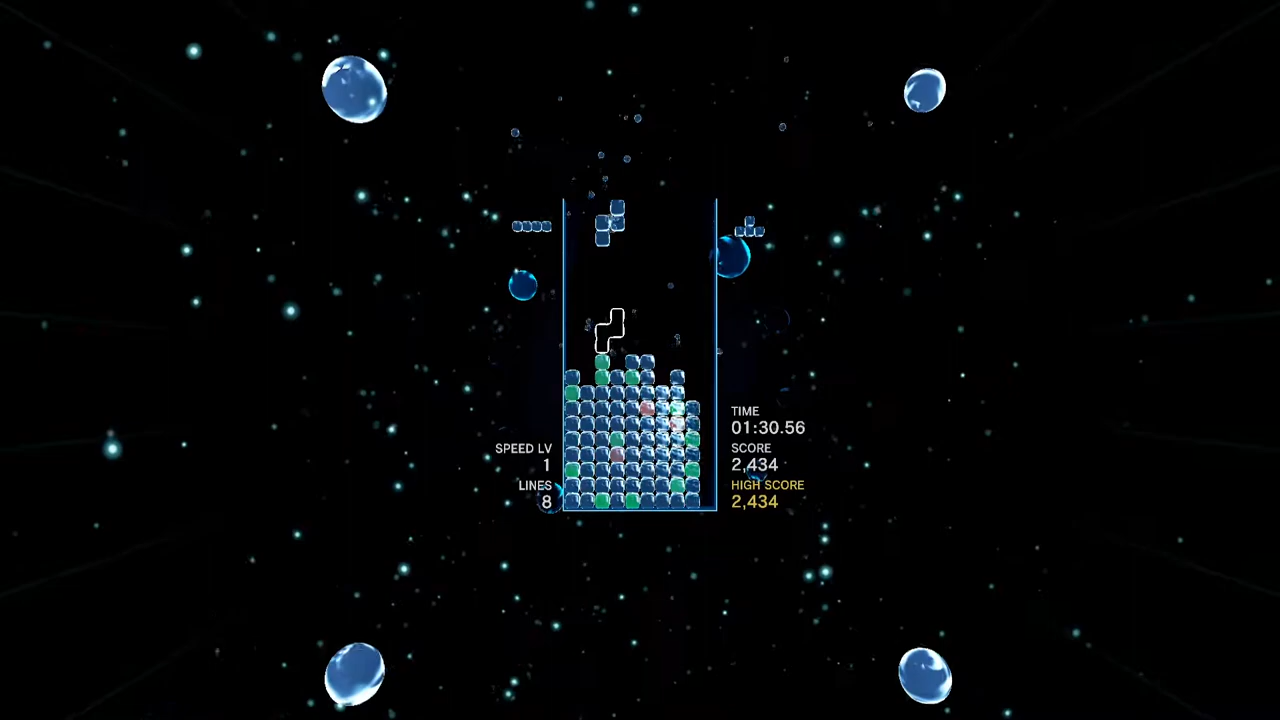 SPEED LV
1
LINES
8
TIME
01:30.56
SCORE
2,434
HIGH SCORE
2,434